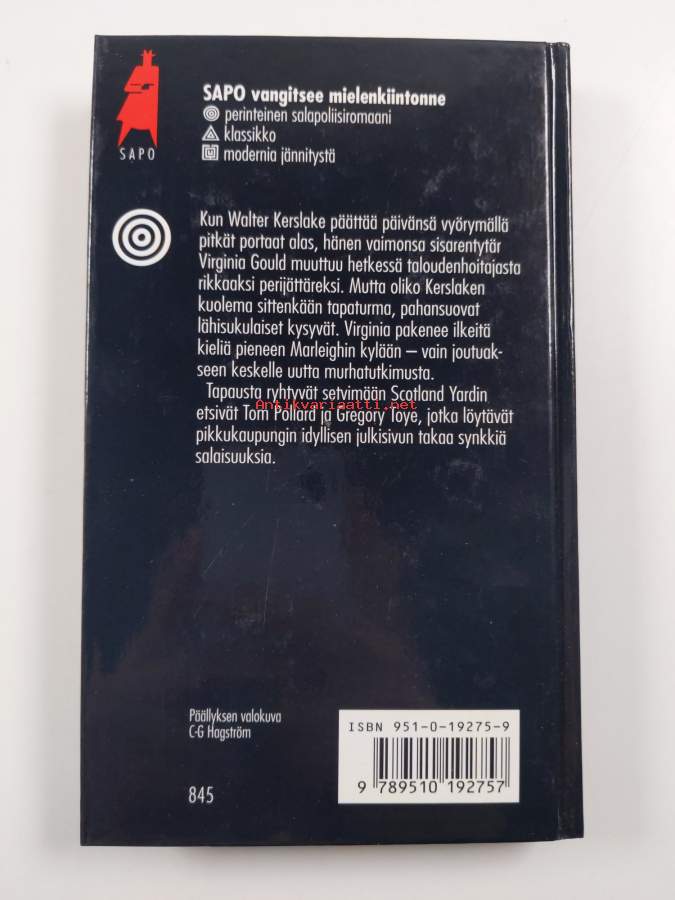 SAPO
SAPO vangitsee mielenkiintonne
perinteinen salapoliisiromaani
klassikko
modernia jännitystä
Kun Walter Kerslake päättää päivänsä vyörymällä
pitkät portaat alas, hänen vaimonsa sisarentytär
Virginia Gould muuttuu hetkessä taloudenhoitajasta
rikkaaksi perijättäreksi. Mutta oliko Kerslaken
kuolema sittenkään tapaturma, pahansuovat
lähisukulaiset kysyvät. Virginia pakenee ilkeitä
kieliä pieneen Marleighin kylään – vain joutuak-
seen keskelle uutta murhatutkimusta.
Tapausta ryhtyvät setvimään Scotland Yardin
etsivät Tom Pollard ja Gregory Toye, jotka löytävät
pikkukaupungin idyllisen julkisivun takaa synkkiä
salaisuuksia.
Antikvariaatti.net
Päällyksen valokuva
C-G Hagström
845
ISBN 951-0-19275-9
9 789510 192757